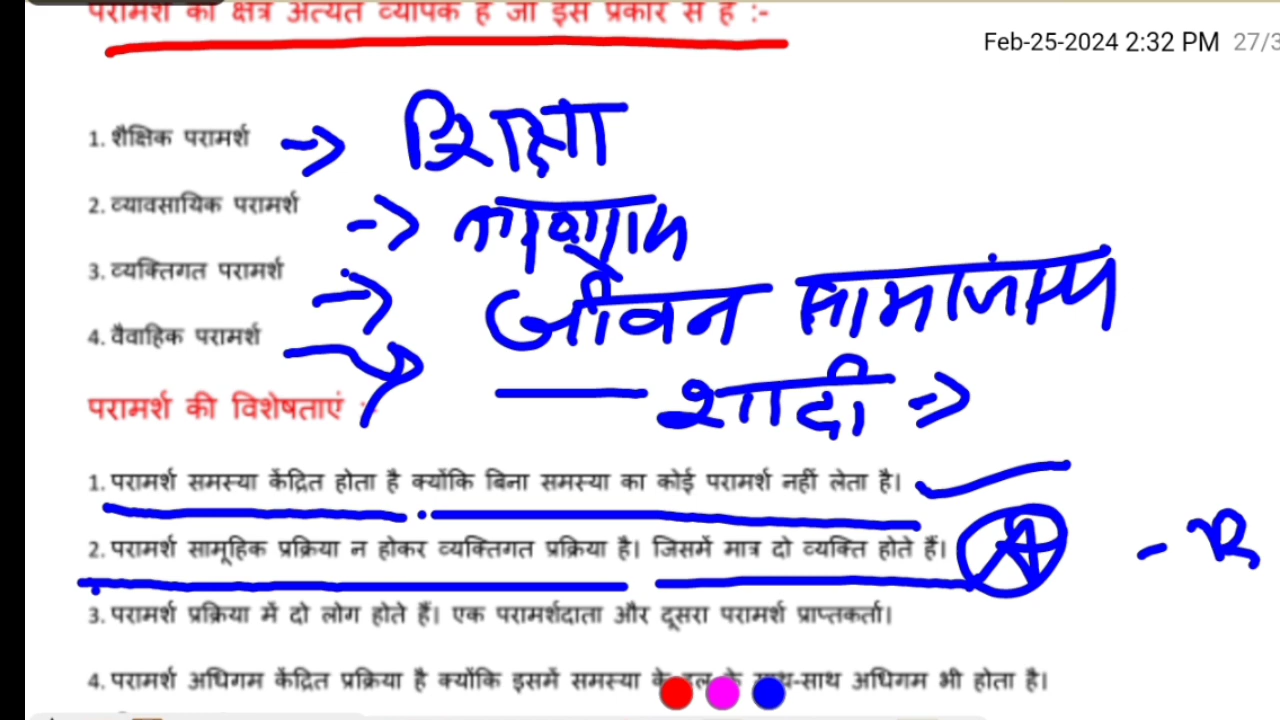 परामर्श का क्षेत्र अत्यंत व्यापक है जो इस प्रकार से है :-
Feb-25-2024 2:32 PM 27/3
1. शैक्षिक परामर्श -> शिक्षा
2. व्यावसायिक परामर्श ->
3. व्यक्तिगत परामर्श -> जीवन सामाजंस्य
4. वैवाहिक परामर्श -> — शादी ->
परामर्श की विशेषताएं :-
1. परामर्श समस्या केंद्रित होता है क्योंकि बिना समस्या का कोई परामर्श नहीं लेता है।
2. परामर्श सामूहिक प्रक्रिया न होकर व्यक्तिगत प्रक्रिया है। जिसमें मात्र दो व्यक्ति होते हैं। A -
3. परामर्श प्रक्रिया में दो लोग होते हैं। एक परामर्शदाता और दूसरा परामर्श प्राप्तकर्ता।
4. परामर्श अधिगम केंद्रित प्रक्रिया है क्योंकि इसमें समस्या के हल के साथ-साथ अधिगम भी होता है।